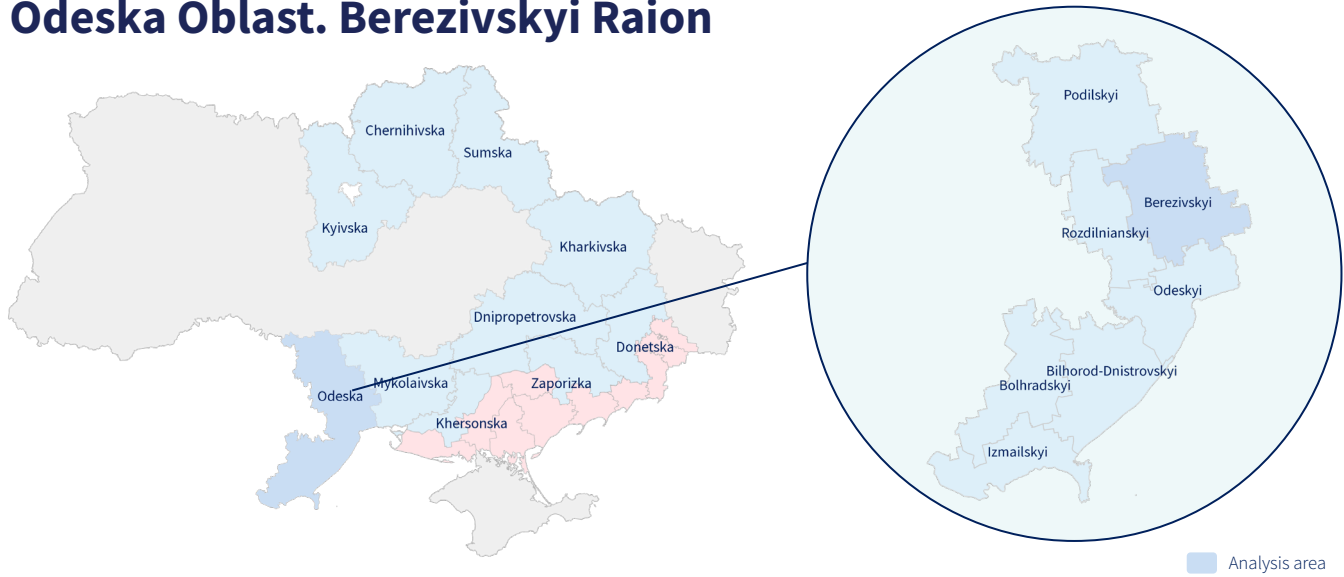 Odeska Oblast. Berezivskyi Raion
Chernihivska
Sumska
Kyivska
Kharkivska
Dnipropetrovska
Donetska
Mykolaivska
Zaporizka
Odeska
Khersonska
Podilskyi
Berezivskyi
Rozdilnianskyi
Odeskyi
Bilhorod-Dnistrovskyi
Bolhradskyi
Izmailskyi
Analysis area